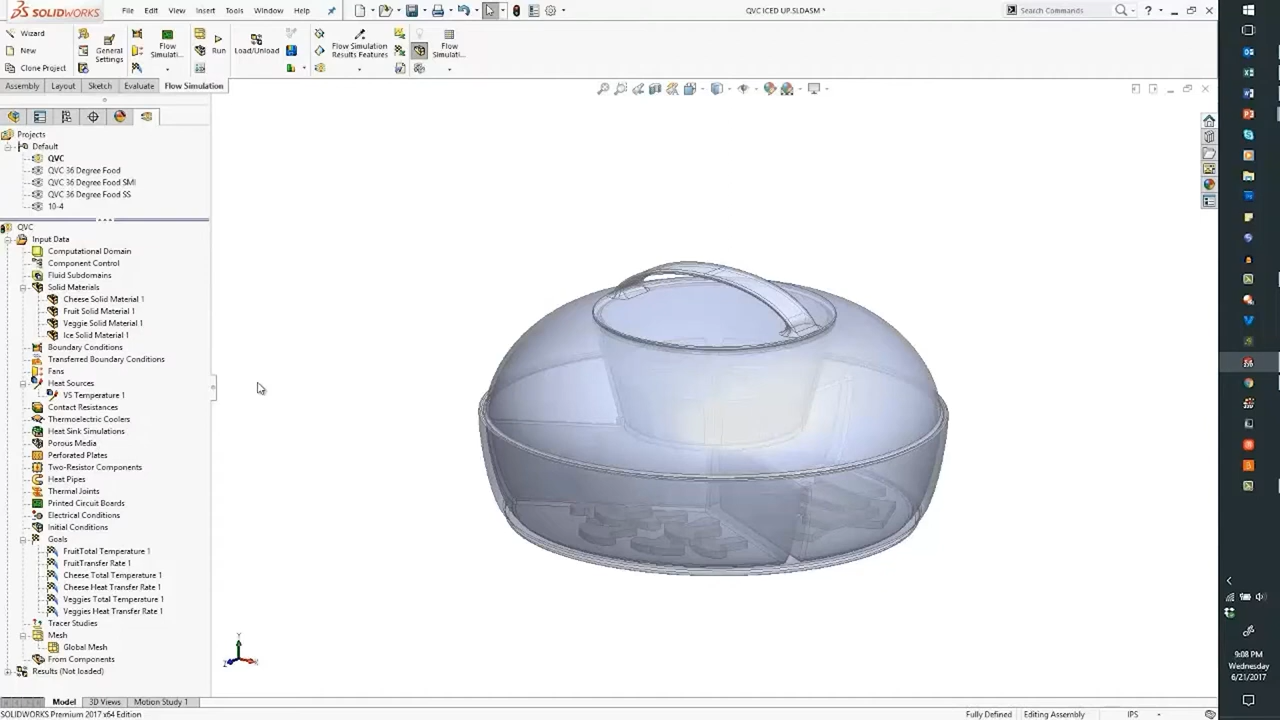 SOLIDWORKS
File Edit View Insert Tools Window Help
QVC ICED UP.SLDASM *
Search Commands
Wizard
New
Clone Project
General Settings
Flow Simulati...
Run
Load/Unload
Flow Simulation Results Features
Flow Simulati...
Assembly Layout Sketch Evaluate Flow Simulation
Projects
Default
QVC
QVC 36 Degree Food
QVC 36 Degree Food SMI
QVC 36 Degree Food SS
10-4
QVC
Input Data
Computational Domain
Component Control
Fluid Subdomains
Solid Materials
Cheese Solid Material 1
Fruit Solid Material 1
Veggie Solid Material 1
Ice Solid Material 1
Boundary Conditions
Transferred Boundary Conditions
Fans
Heat Sources
VS Temperature 1
Contact Resistances
Thermoelectric Coolers
Heat Sink Simulations
Porous Media
Perforated Plates
Two-Resistor Components
Heat Pipes
Thermal Joints
Printed Circuit Boards
Electrical Conditions
Initial Conditions
Goals
FruitTotal Temperature 1
FruitTransfer Rate 1
Cheese Total Temperature 1
Cheese Heat Transfer Rate 1
Veggies Total Temperature 1
Veggies Heat Transfer Rate 1
Tracer Studies
Mesh
Global Mesh
From Components
Results (Not loaded)
Y
Model 3D Views Motion Study 1
SOLIDWORKS Premium 2017 x64 Edition
Fully Defined Editing Assembly IPS
9:08 PM
Wednesday
6/21/2017